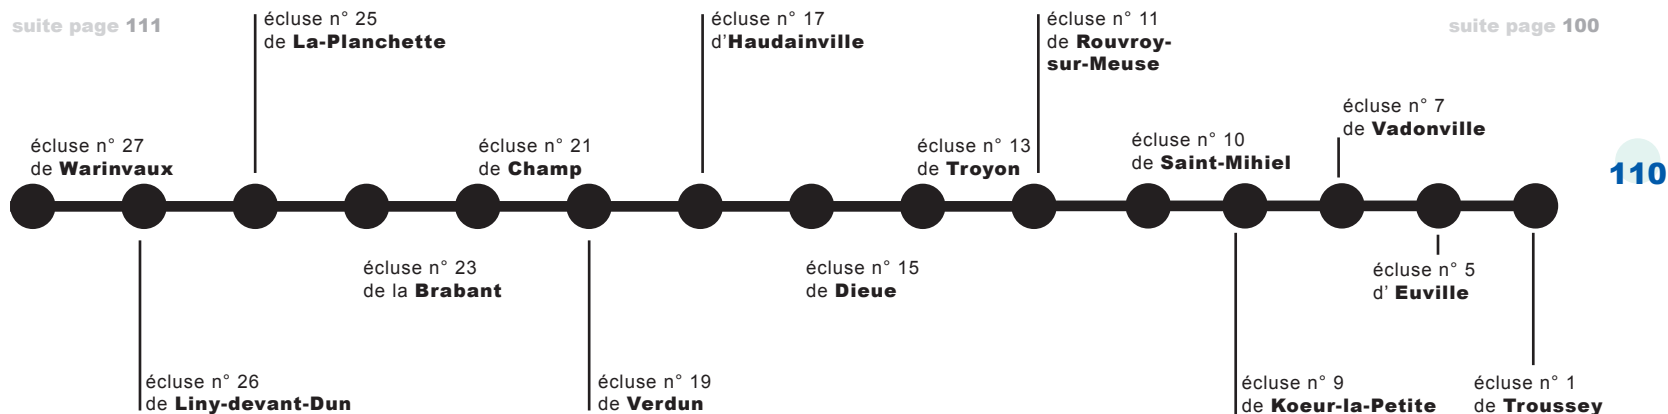 suite page 111
écluse n° 25
de La-Planchette
écluse n° 17
d'Haudainville
écluse n° 11
de Rouvroy-
sur-Meuse
suite page 100
écluse n° 27
de Warinvaux
écluse n° 21
de Champ
écluse n° 13
de Troyon
écluse n° 10
de Saint-Mihiel
écluse n° 7
de Vadonville
110
écluse n° 23
de la Brabant
écluse n° 15
de Dieue
écluse n° 5
d' Euville
écluse n° 26
de Liny-devant-Dun
écluse n° 19
de Verdun
écluse n° 9
de Koeur-la-Petite
écluse n° 1
de Troussey